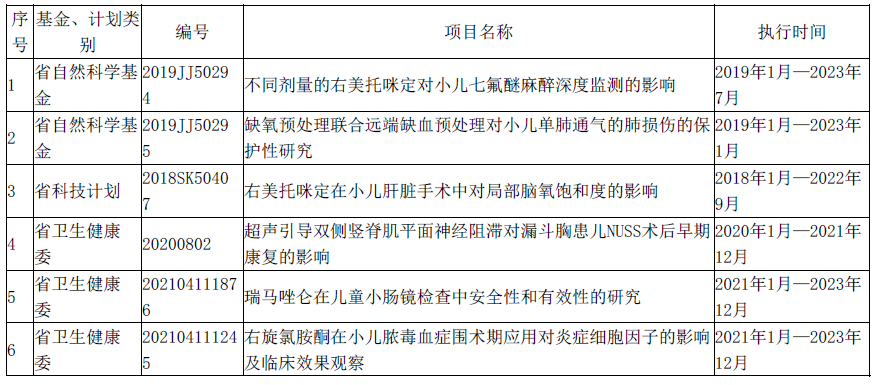 序号
基金、计划类别
编号
项目名称
执行时间
1
省自然科学基金
2019JJ50294
不同剂量的右美托咪定对小儿七氟醚麻醉深度监测的影响
2019年1月—2023年7月
2
省自然科学基金
2019JJ50295
缺氧预处理联合远端缺血预处理对小儿单肺通气的肺损伤的保护性研究
2019年1月—2023年1月
3
省科技计划
2018SK50407
右美托咪定在小儿肝脏手术中对局部脑氧饱和度的影响
2018年1月—2022年9月
4
省卫生健康委
20200802
超声引导双侧竖脊肌平面神经阻滞对漏斗胸患儿NUSS术后早期康复的影响
2020年1月—2021年12月
5
省卫生健康委
202104111876
瑞马唑仑在儿童小肠镜检查中安全性和有效性的研究
2021年1月—2023年12月
6
省卫生健康委
202104111245
右旋氯胺酮在小儿脓毒血症围术期应用对炎症细胞因子的影响及临床效果观察
2021年1月—2023年12月